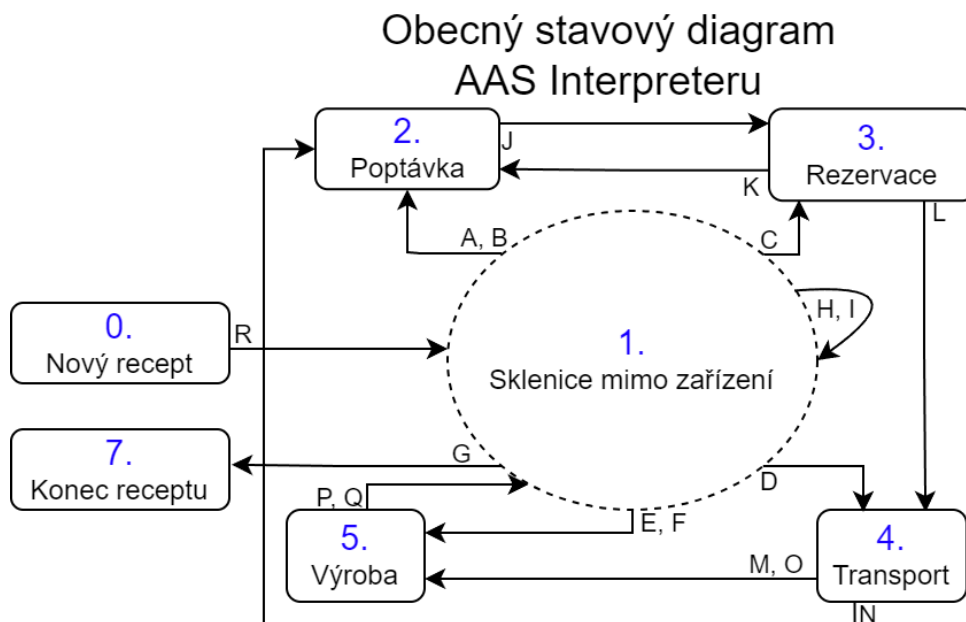 Obecný stavový diagram
AAS Interpreteru
2.
Poptávka
J
K
3.
Rezervace
L
A, B
C
H, I
0.
Nový recept
R
1.
Sklenice mimo zařízení
7.
Konec receptu
G
D
P, Q
E, F
5.
Výroba
M, O
4.
Transport
N